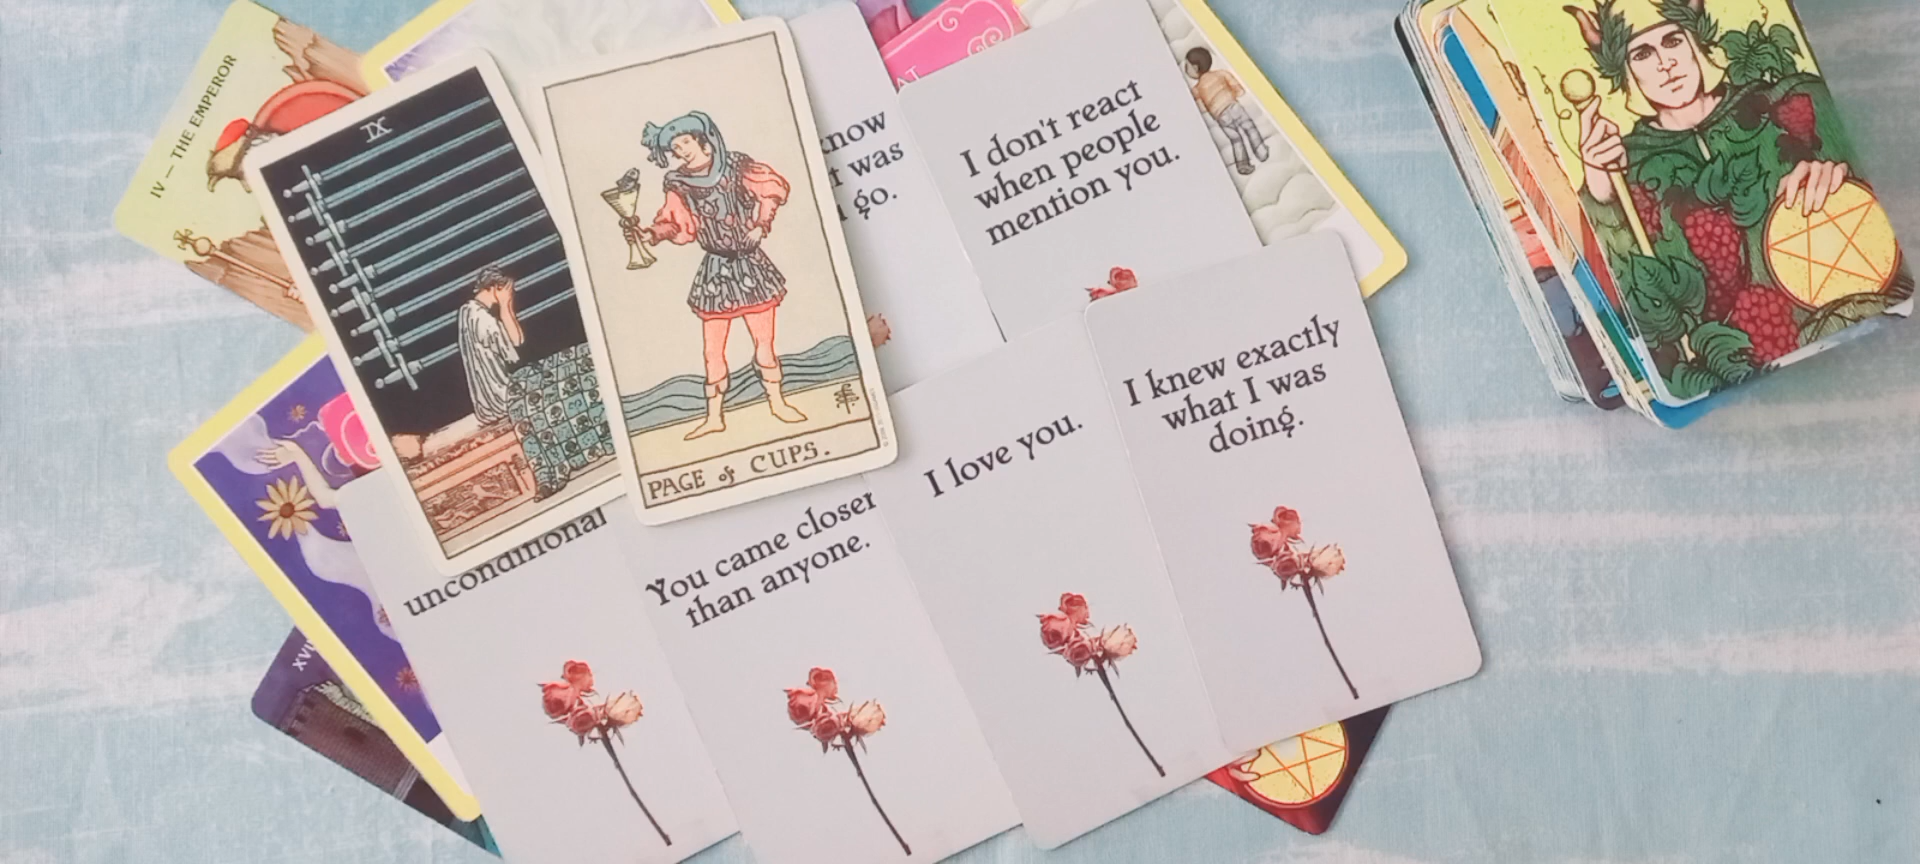 IV — THE EMPEROR
IX
PAGE of CUPS.
was
go.
I don't react
when people
mention you.
I knew exactly
what I was
doing.
I love you.
unconditional
You came closer
than anyone.